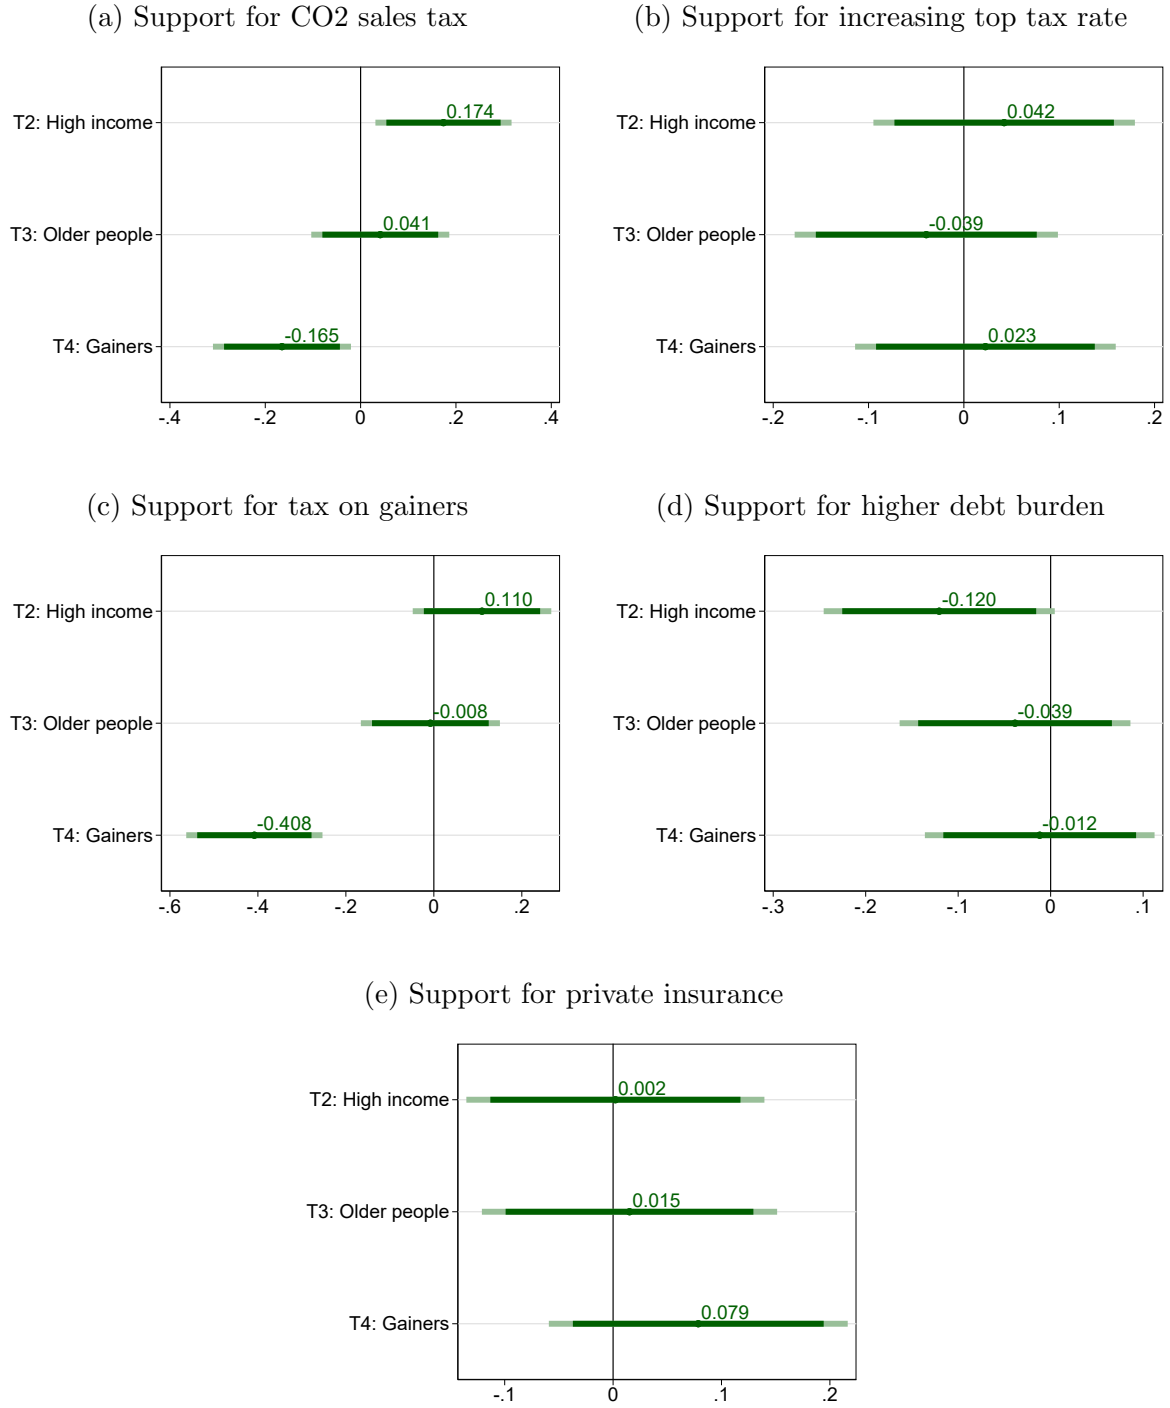 (a) Support for CO2 sales tax
T2: High income
0.174
T3: Older people
0.041
T4: Gainers
-0.165
-.4 -.2 0 .2 .4
(b) Support for increasing top tax rate
T2: High income
0.042
T3: Older people
-0.039
T4: Gainers
0.023
-.2 -.1 0 .1 .2
(c) Support for tax on gainers
T2: High income
0.110
T3: Older people
-0.008
T4: Gainers
-0.408
-.6 -.4 -.2 0 .2
(d) Support for higher debt burden
T2: High income
-0.120
T3: Older people
-0.039
T4: Gainers
-0.012
-.3 -.2 -.1 0 .1
(e) Support for private insurance
T2: High income
0.002
T3: Older people
0.015
T4: Gainers
0.079
-.1 0 .1 .2